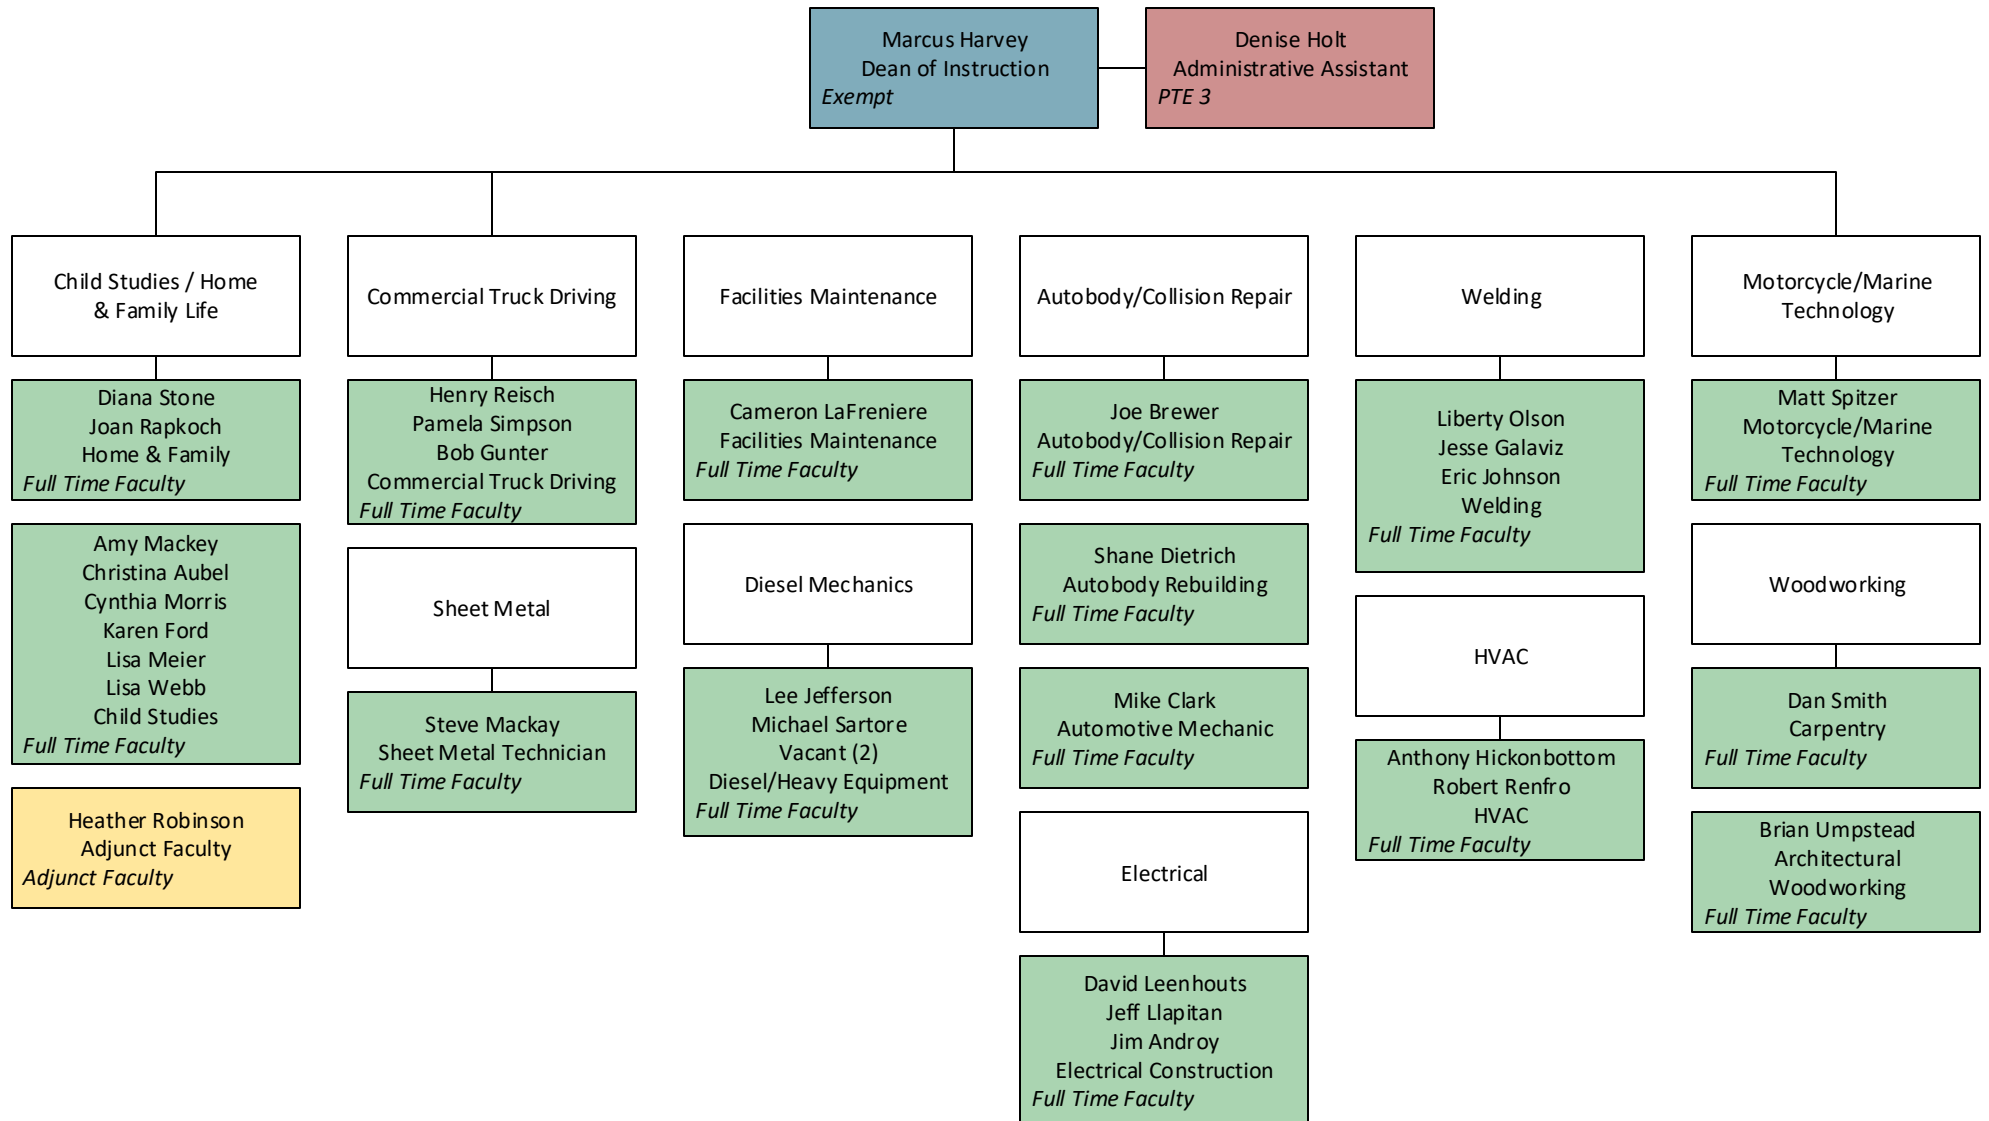 Marcus Harvey
Dean of Instruction
Exempt
Denise Holt
Administrative Assistant
PTE 3
Child Studies / Home
& Family Life
Diana Stone
Joan Rapkoch
Home & Family
Full Time Faculty
Amy Mackey
Christina Aubel
Cynthia Morris
Karen Ford
Lisa Meier
Lisa Webb
Child Studies
Full Time Faculty
Heather Robinson
Adjunct Faculty
Adjunct Faculty
Commercial Truck Driving
Henry Reisch
Pamela Simpson
Bob Gunter
Commercial Truck Driving
Full Time Faculty
Sheet Metal
Steve Mackay
Sheet Metal Technician
Full Time Faculty
Facilities Maintenance
Cameron LaFreniere
Facilities Maintenance
Full Time Faculty
Diesel Mechanics
Lee Jefferson
Michael Sartore
Vacant (2)
Diesel/Heavy Equipment
Full Time Faculty
Autobody/Collision Repair
Joe Brewer
Autobody/Collision Repair
Full Time Faculty
Shane Dietrich
Autobody Rebuilding
Full Time Faculty
Mike Clark
Automotive Mechanic
Full Time Faculty
Electrical
David Leenhouts
Jeff Llapitan
Jim Androy
Electrical Construction
Full Time Faculty
Welding
Liberty Olson
Jesse Galaviz
Eric Johnson
Welding
Full Time Faculty
HVAC
Anthony Hickonbottom
Robert Renfro
HVAC
Full Time Faculty
Motorcycle/Marine
Technology
Matt Spitzer
Motorcycle/Marine
Technology
Full Time Faculty
Woodworking
Dan Smith
Carpentry
Full Time Faculty
Brian Umpstead
Architectural
Woodworking
Full Time Faculty